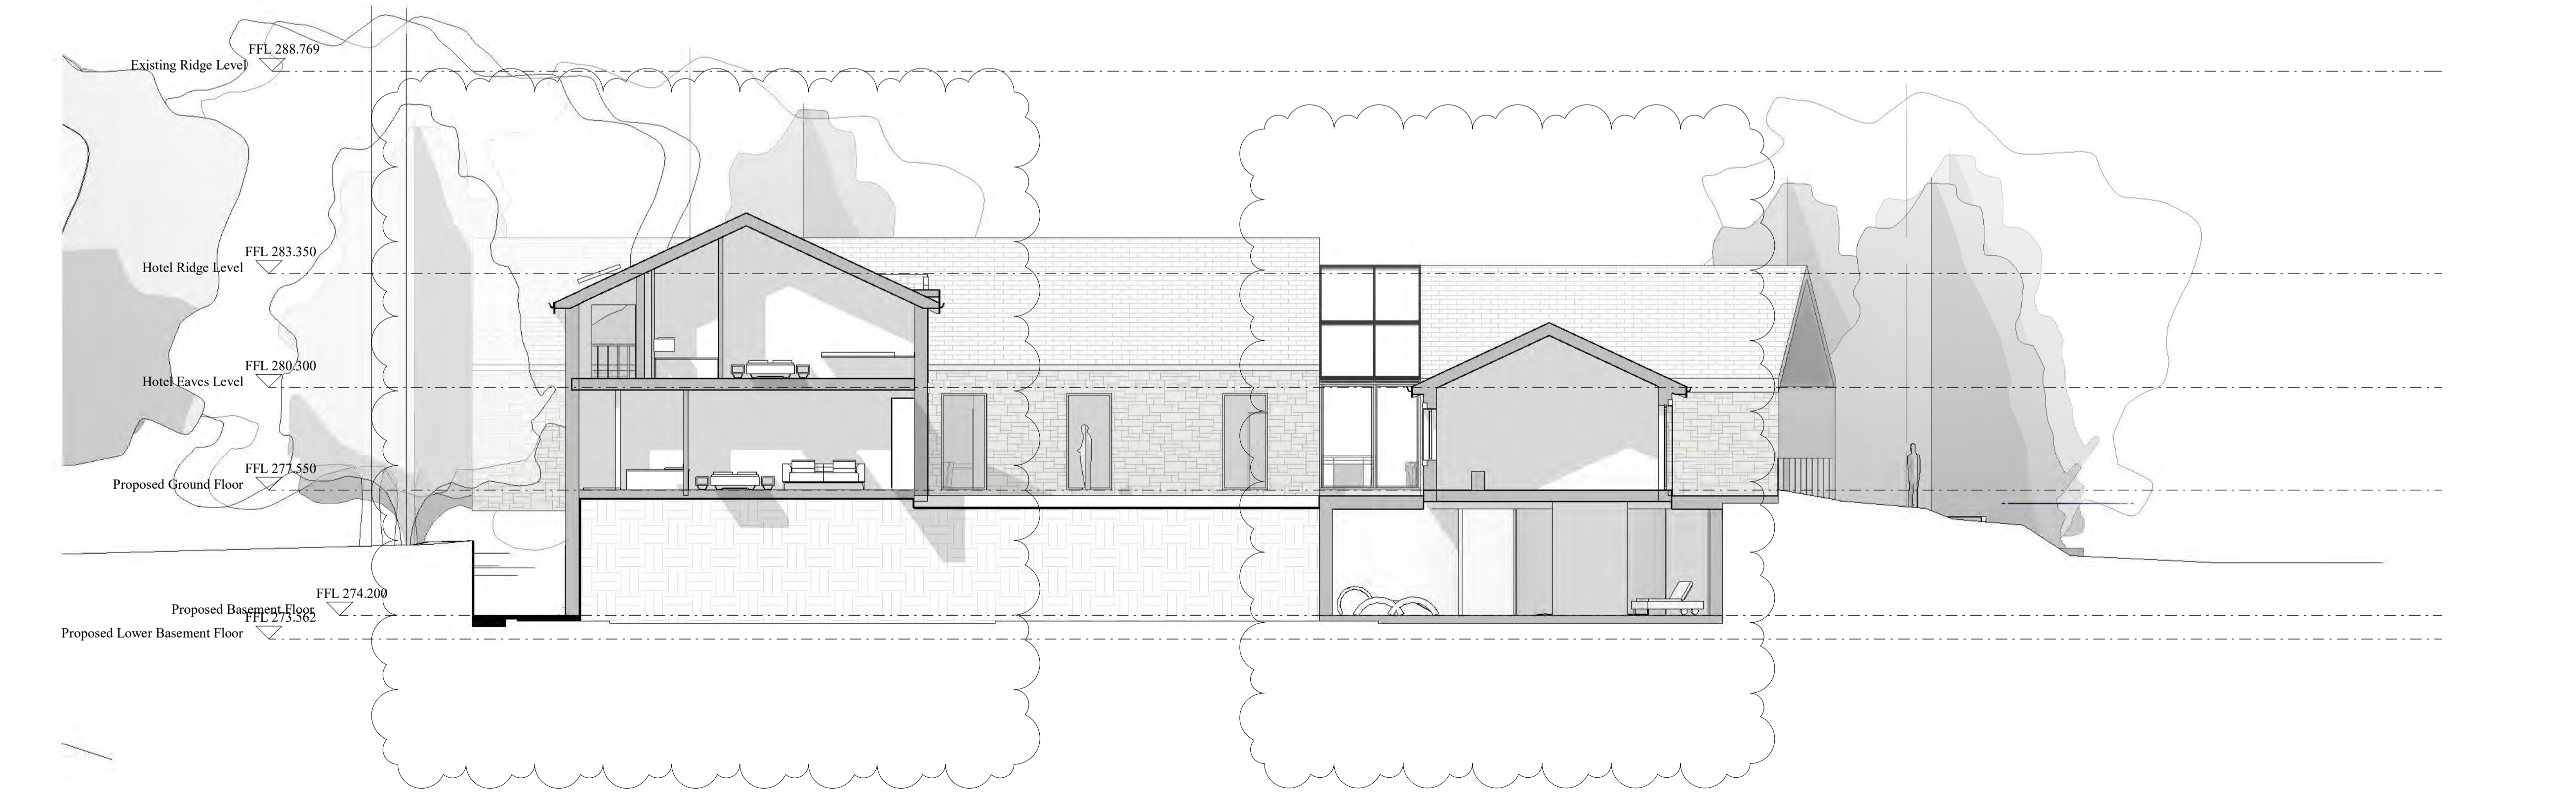 FFL 288.769
Existing Ridge Level
FFL 283.350
Hotel Ridge Level
FFL 280.300
Hotel Eaves Level
FFL 277.550
Proposed Ground Floor
FFL 274.200
Proposed Basement Floor
FFL 273.562
Proposed Lower Basement Floor